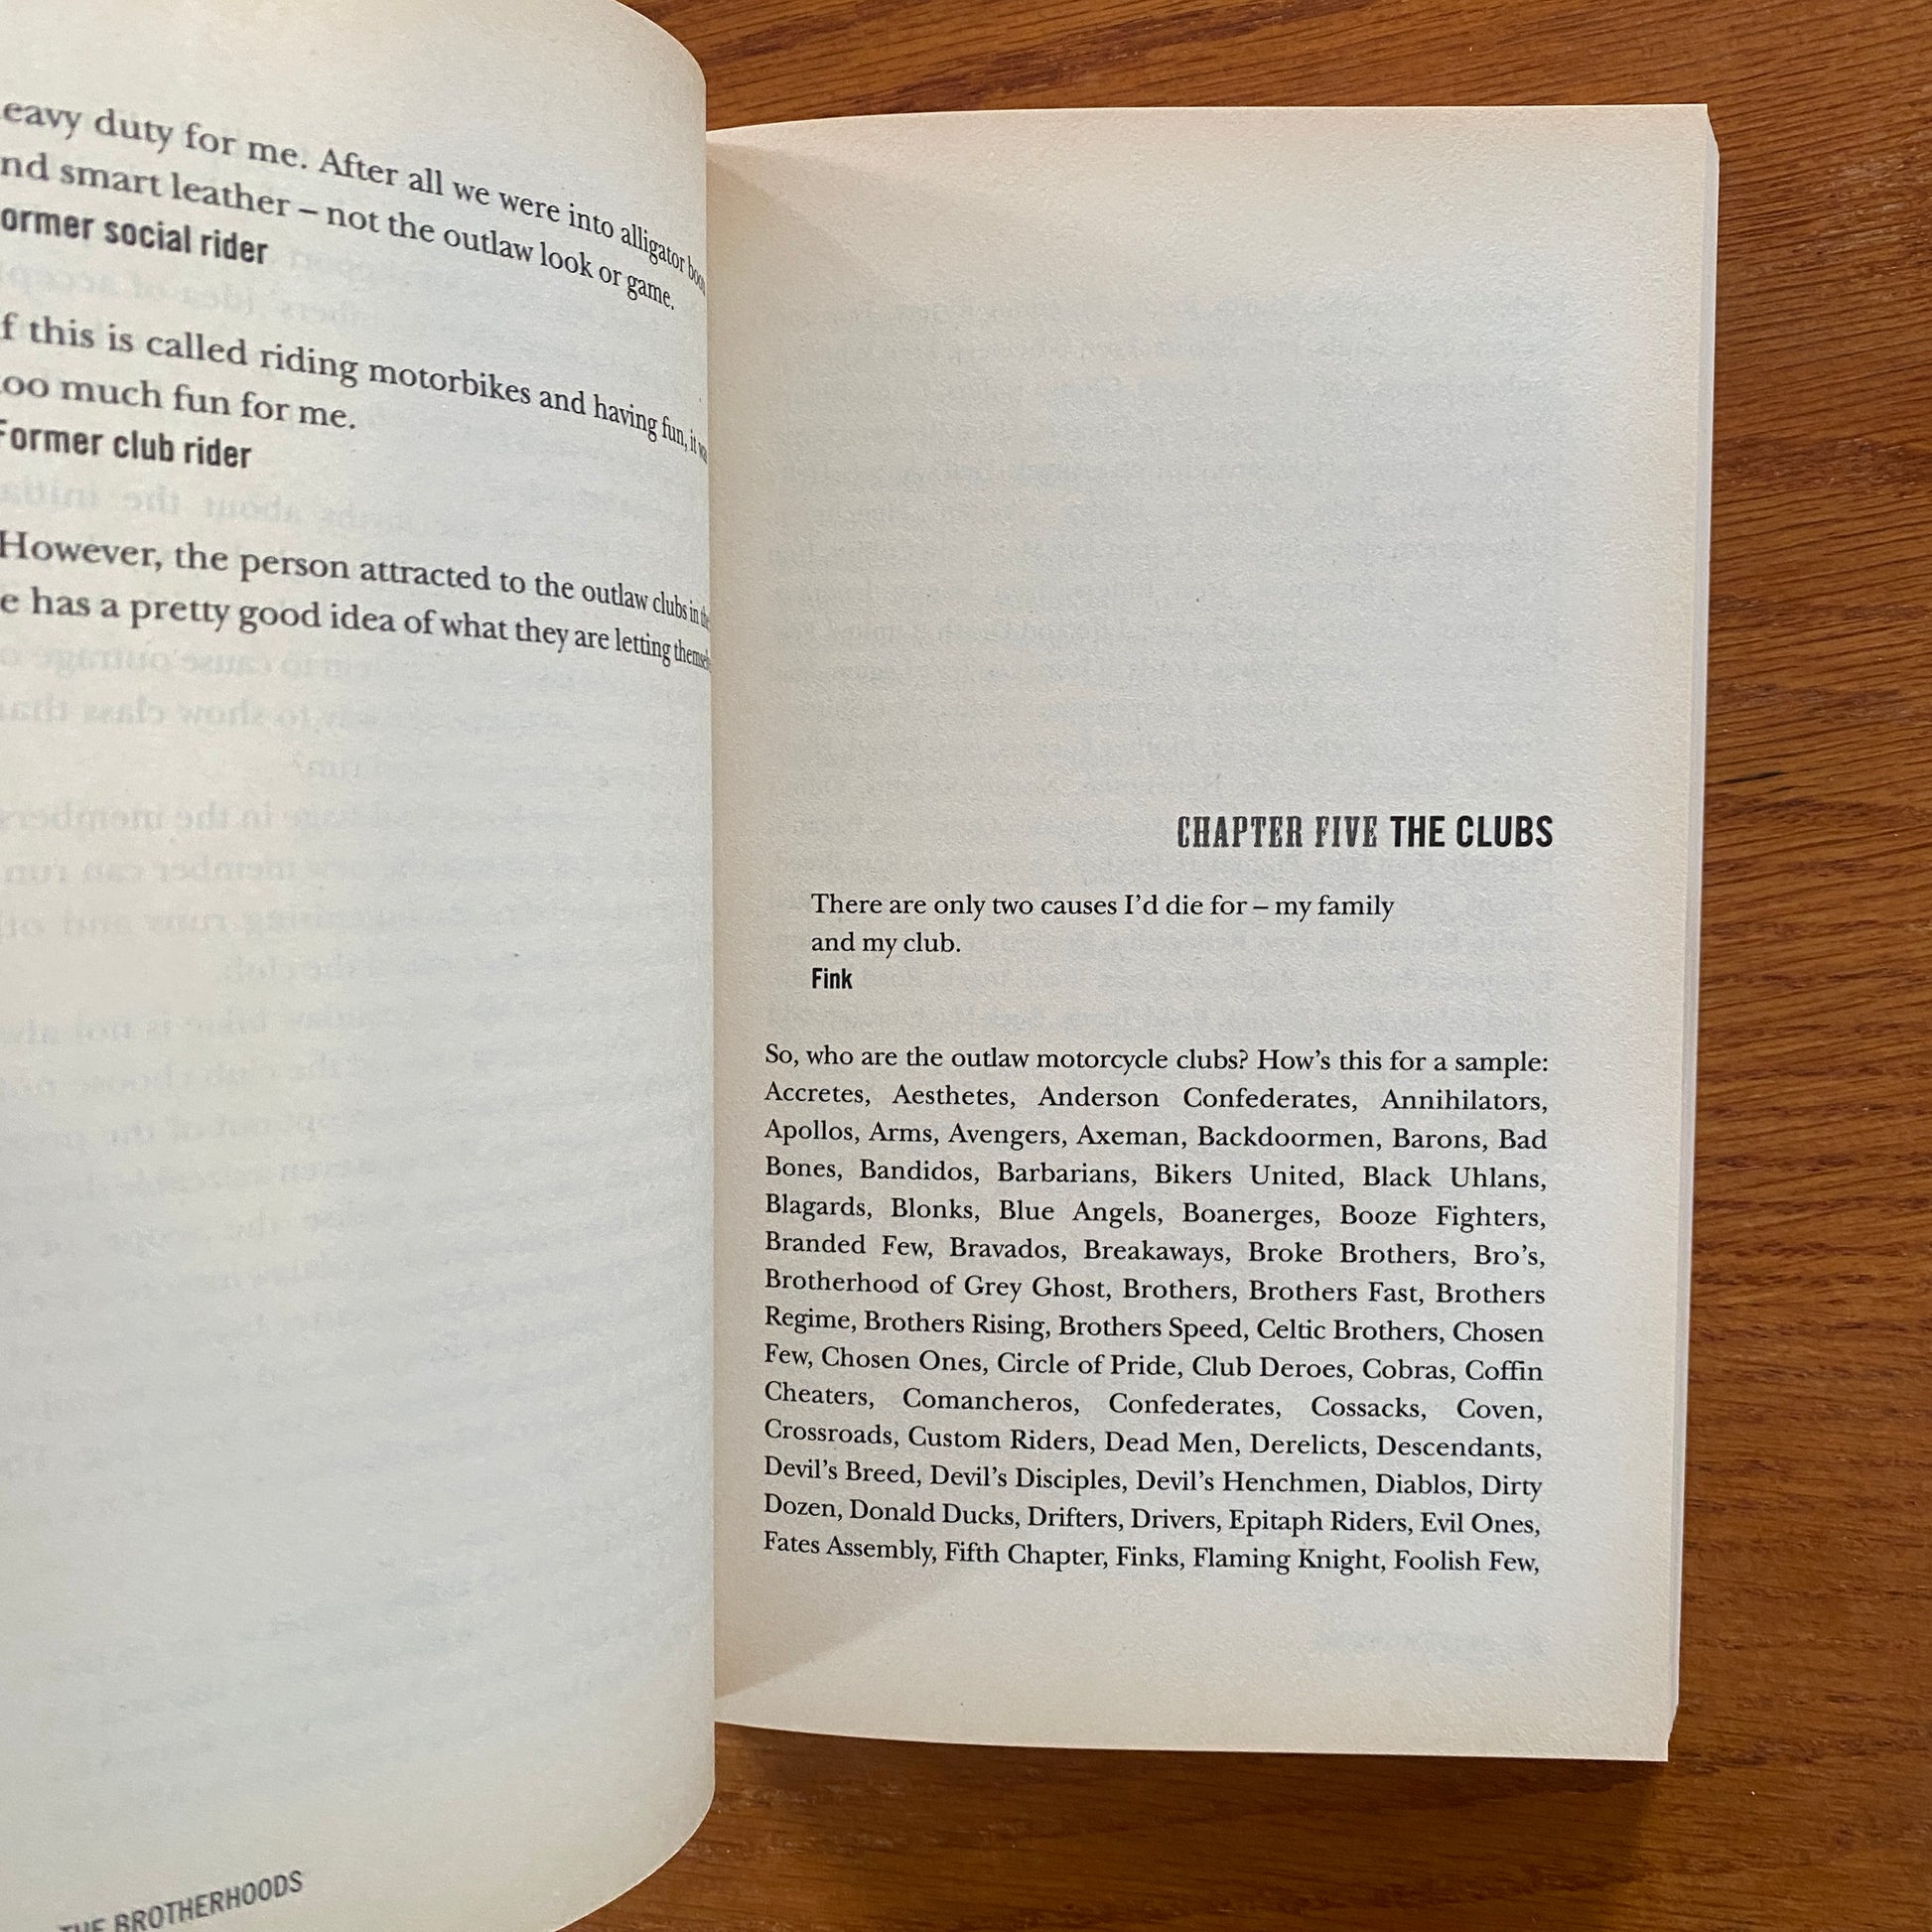 eavy duty for me. After all we were into alligator
nd smart leather – not the outlaw look or game.
ormer social rider
f this is called riding motorbikes and having fun, it
oo much fun for me.
Former club rider
However, the person attracted to the outlaw clubs in
e has a pretty good idea of what they are letting
THE BROTHERHOODS
CHAPTER FIVE THE CLUBS
There are only two causes I'd die for – my family
and my club.
Fink
So, who are the outlaw motorcycle clubs? How's this for a sample:
Accretes, Aesthetes, Anderson Confederates, Annihilators,
Apollos, Arms, Avengers, Axeman, Backdoormen, Barons, Bad
Bones, Bandidos, Barbarians, Bikers United, Black Uhlans,
Blagards, Blonks, Blue Angels, Boanerges, Booze Fighters,
Branded Few, Bravados, Breakaways, Broke Brothers, Bro's,
Brotherhood of Grey Ghost, Brothers, Brothers Fast, Brothers
Regime, Brothers Rising, Brothers Speed, Celtic Brothers, Chosen
Few, Chosen Ones, Circle of Pride, Club Deroes, Cobras, Coffin
Cheaters, Comancheros, Confederates, Cossacks, Coven,
Crossroads, Custom Riders, Dead Men, Derelicts, Descendants,
Devil's Breed, Devil's Disciples, Devil's Henchmen, Diablos, Dirty
Dozen, Donald Ducks, Drifters, Drivers, Epitaph Riders, Evil Ones,
Fates Assembly, Fifth Chapter, Finks, Flaming Knight, Foolish Few,